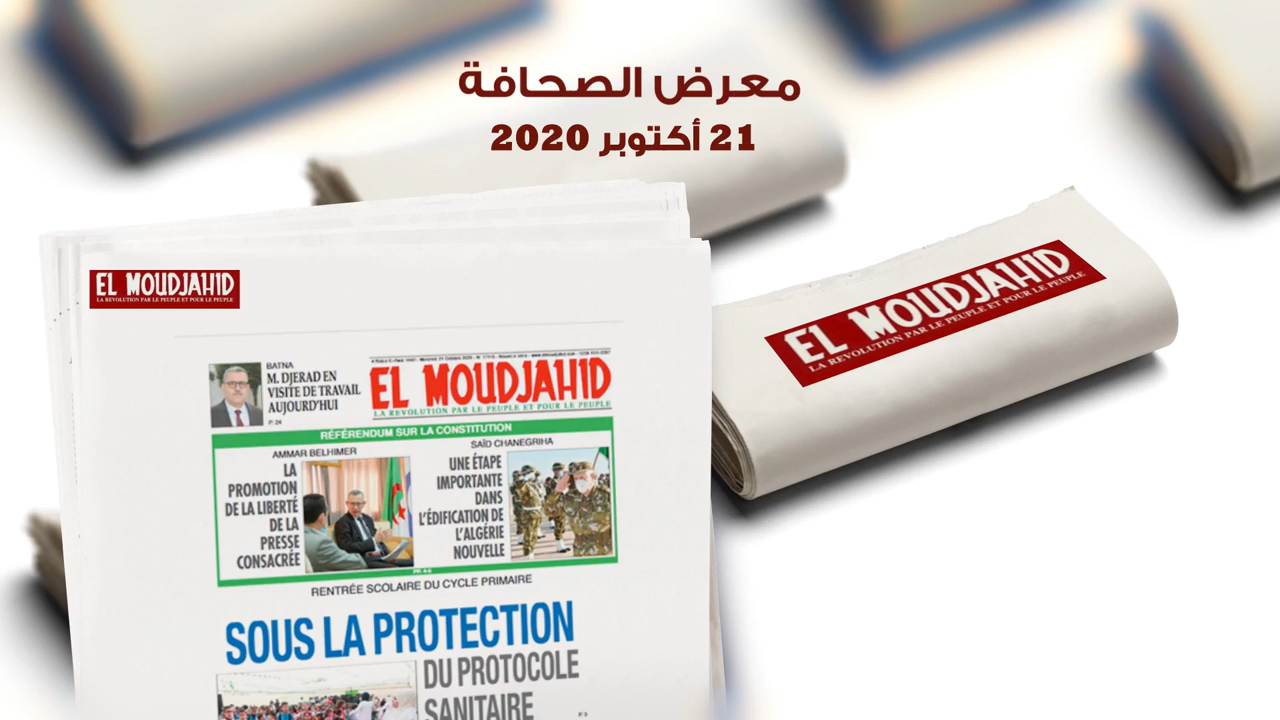 معرض الصحافة
21 أكتوبر 2020
EL MOUDJAHID
LA REVOLUTION PAR LE PEUPLE ET POUR LE PEUPLE
EL MOUDJAHID
LA REVOLUTION PAR LE PEUPLE ET POUR LE PEUPLE
BATNA
M. DJERAD EN
VISITE DE TRAVAIL
AUJOURD'HUI
P. 24
EL MOUDJAHID
LA REVOLUTION PAR LE PEUPLE ET POUR LE PEUPLE
RÉFÉRENDUM SUR LA CONSTITUTION
AMMAR BELHIMER
LA
PROMOTION
DE LA LIBERTÉ
DE LA
PRESSE
CONSACRÉE
SAÏD CHANEGRIHA
UNE ÉTAPE
IMPORTANTE
DANS
L'ÉDIFICATION DE
L'ALGÉRIE
NOUVELLE
RENTRÉE SCOLAIRE DU CYCLE PRIMAIRE
SOUS LA PROTECTION
DU PROTOCOLE
SANITAIRE